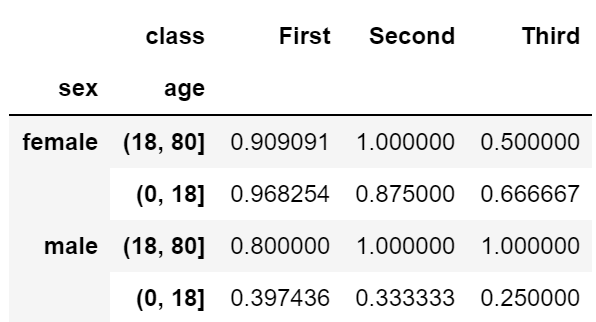 class First Second Third
sex age
female (18, 80] 0.909091 1.000000 0.500000
(0, 18] 0.968254 0.875000 0.666667
male (18, 80] 0.800000 1.000000 1.000000
(0, 18] 0.397436 0.333333 0.250000